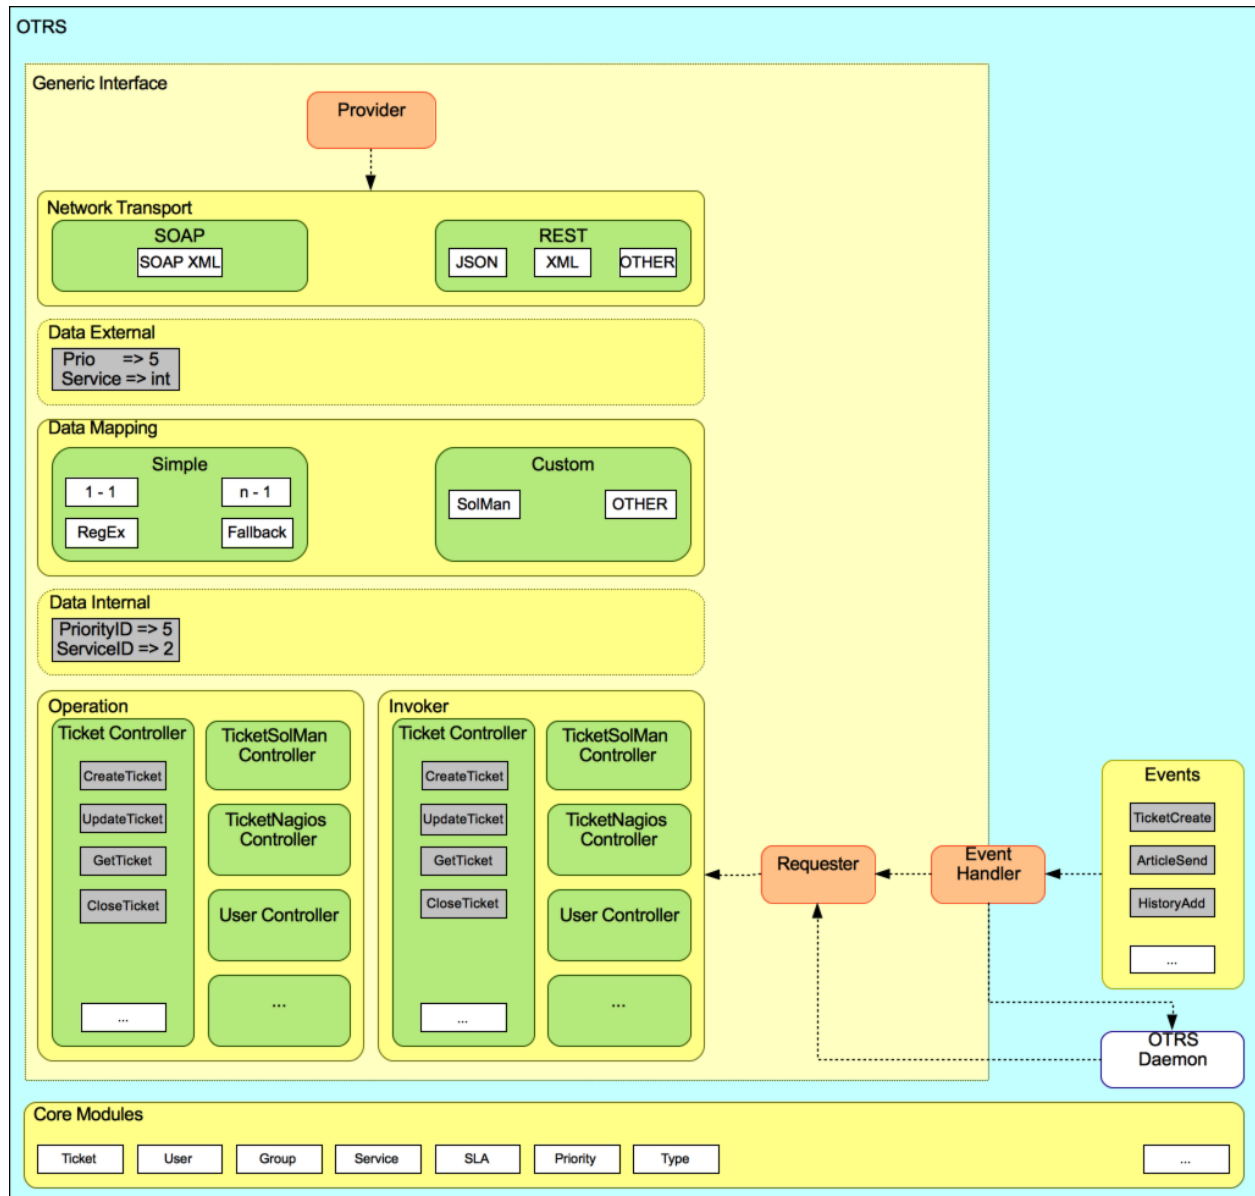 OTRS
Generic Interface
Provider
Network Transport
SOAP
SOAP XML
REST
JSON
XML
OTHER
Data External
Prio => 5
Service => int
Data Mapping
Simple
1 - 1
n - 1
RegEx
Fallback
Custom
SolMan
OTHER
Data Internal
PriorityID => 5
ServiceID => 2
Operation
Ticket Controller
CreateTicket
UpdateTicket
GetTicket
CloseTicket
...
TicketSolMan
Controller
TicketNagios
Controller
User Controller
...
Invoker
Ticket Controller
CreateTicket
UpdateTicket
GetTicket
CloseTicket
...
TicketSolMan
Controller
TicketNagios
Controller
User Controller
...
Requester
Event
Handler
Events
TicketCreate
ArticleSend
HistoryAdd
...
OTRS
Daemon
Core Modules
Ticket
User
Group
Service
SLA
Priority
Type
...